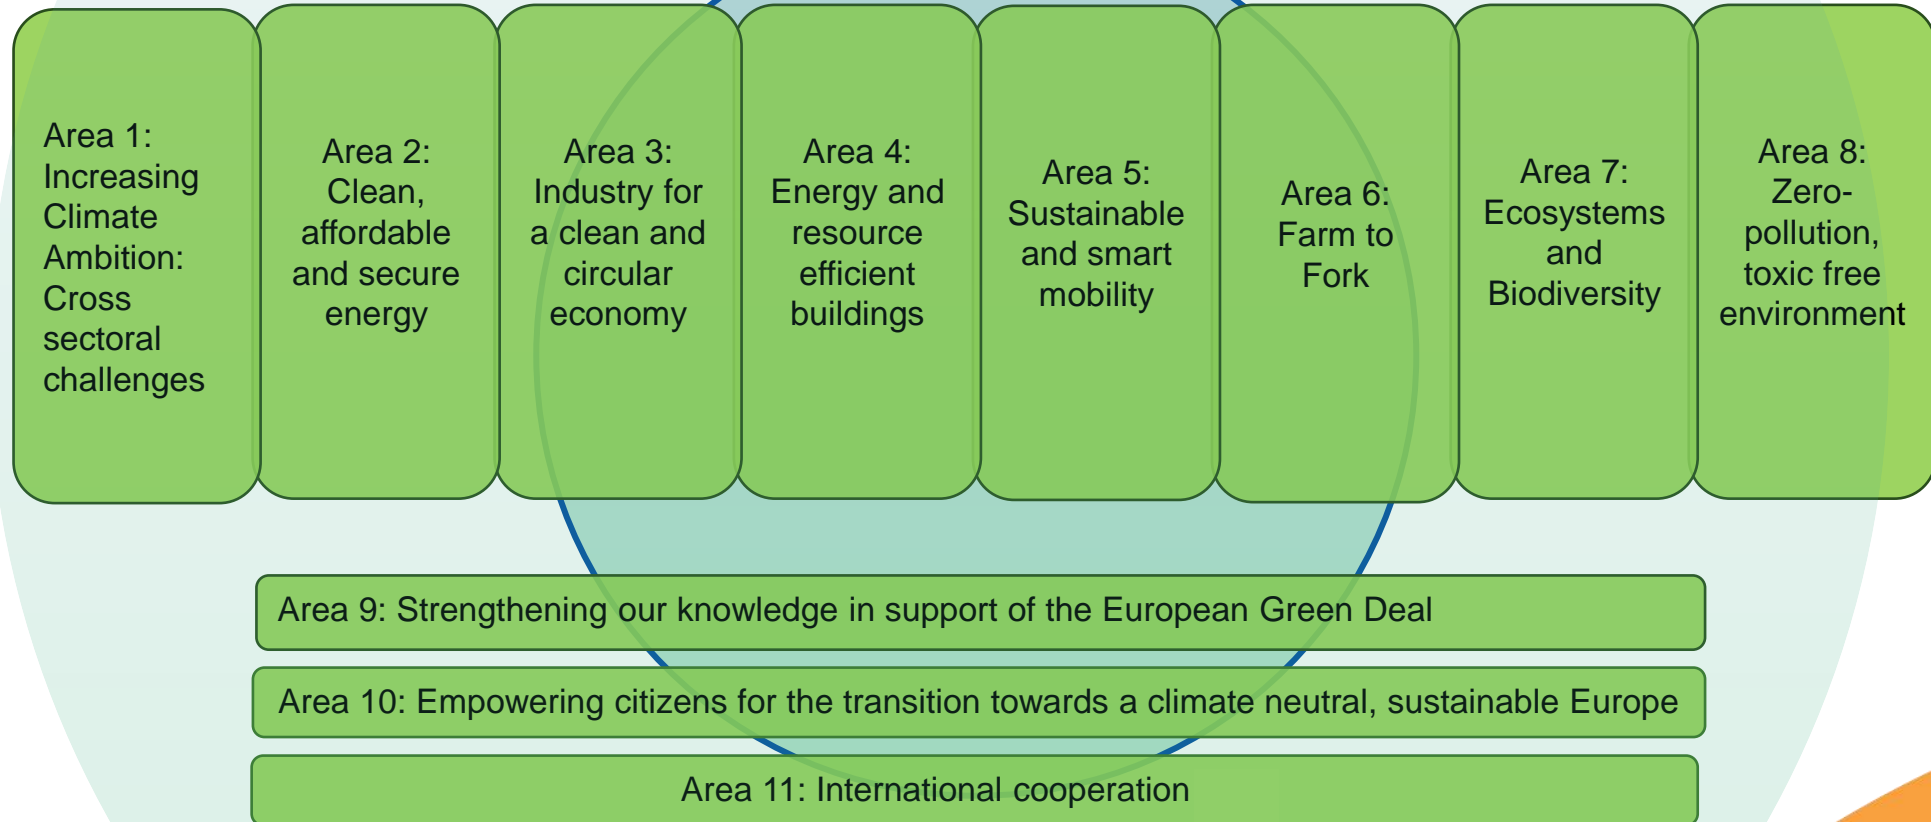 Area 1:
Increasing
Climate
Ambition:
Cross
sectoral
challenges
Area 2:
Clean,
affordable
and secure
energy
Area 3:
Industry for
a clean and
circular
economy
Area 4:
Energy and
resource
efficient
buildings
Area 5:
Sustainable
and smart
mobility
Area 6:
Farm to
Fork
Area 7:
Ecosystems
and
Biodiversity
Area 8:
Zero-
pollution,
toxic free
environment
Area 9: Strengthening our knowledge in support of the European Green Deal
Area 10: Empowering citizens for the transition towards a climate neutral, sustainable Europe
Area 11: International cooperation